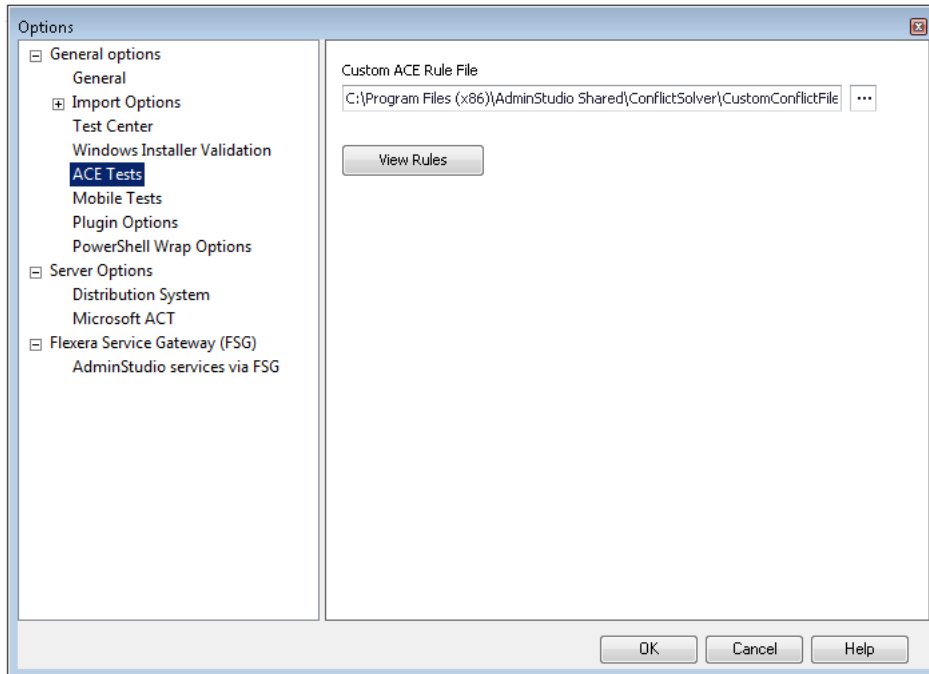 Options
General options
General
Import Options
Test Center
Windows Installer Validation
ACE Tests
Mobile Tests
Plugin Options
PowerShell Wrap Options
Server Options
Distribution System
Microsoft ACT
Flexera Service Gateway (FSG)
AdminStudio services via FSG
Custom ACE Rule File
C:\Program Files (x86)\AdminStudio Shared\ConflictSolver\CustomConflictFile
...
View Rules
OK Cancel Help